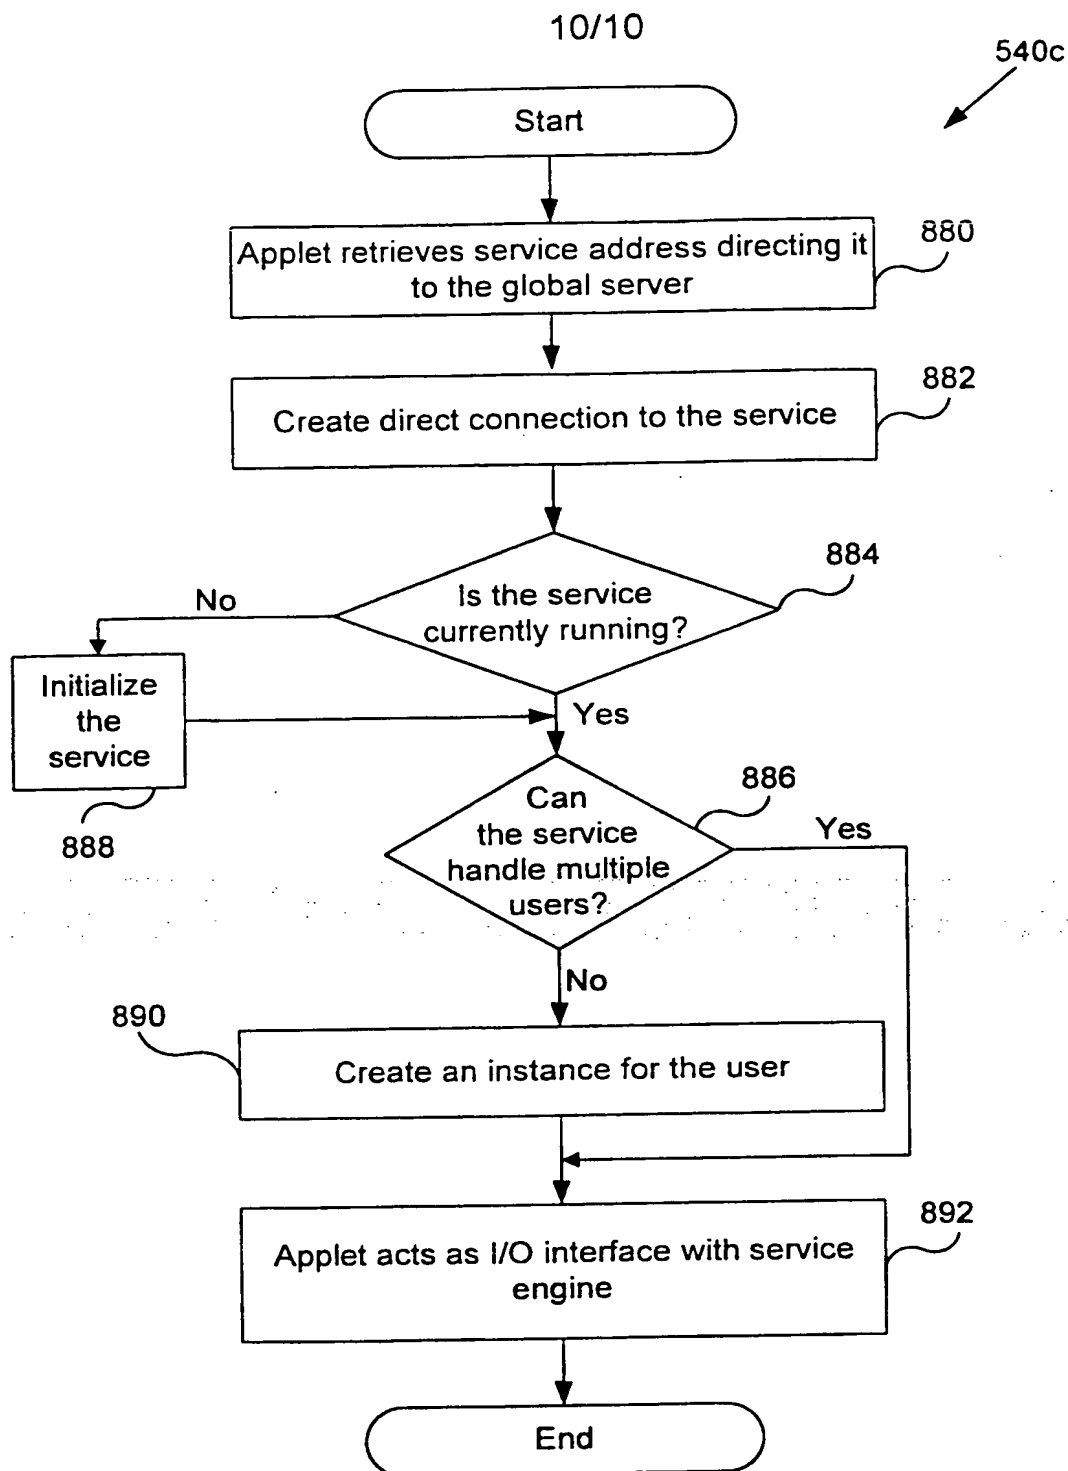 10/10
540c
Start
Applet retrieves service address directing it
to the global server
880
Create direct connection to the service
882
Is the service
currently running?
884
No
Initialize
the
service
888
Yes
Can
the service
handle multiple
users?
886
Yes
No
890
Create an instance for the user
Applet acts as I/O interface with service
engine
892
End